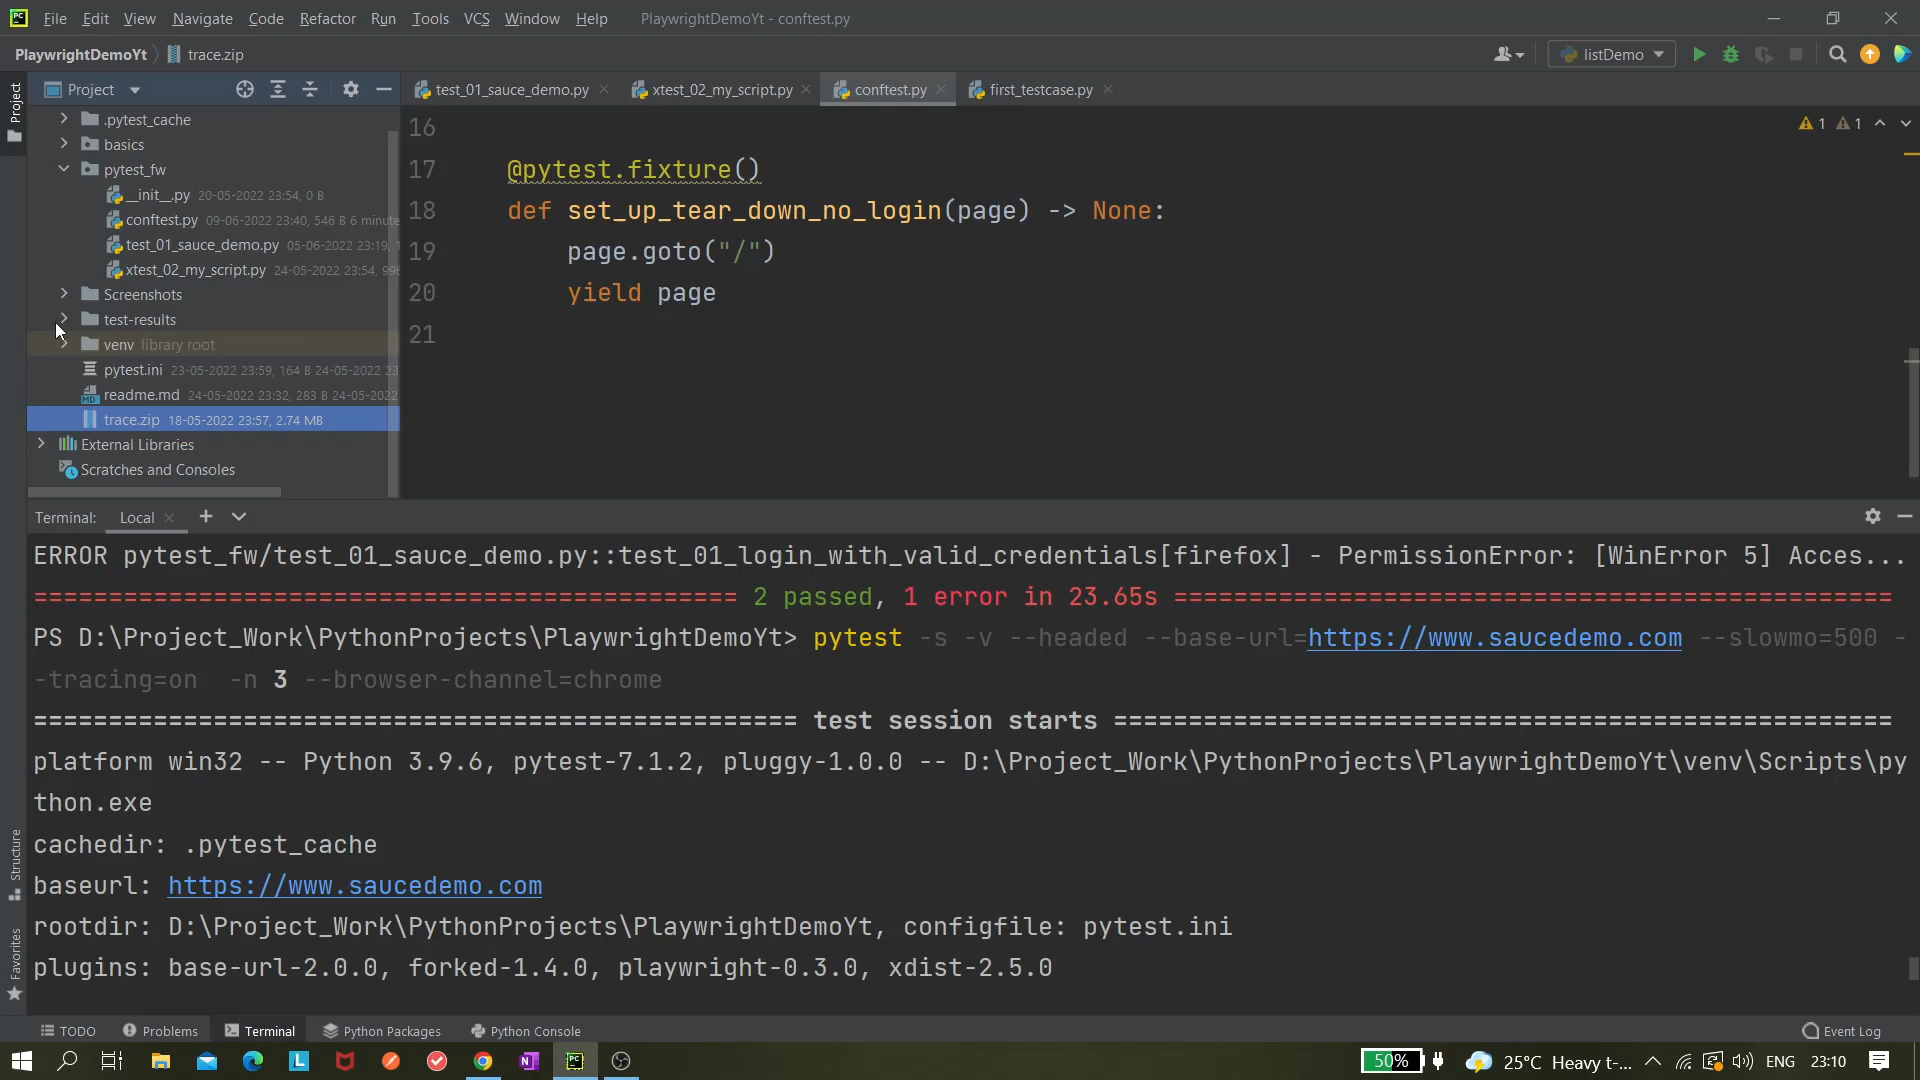 PC File Edit View Navigate Code Refactor Run Tools VCS Window Help PlaywrightDemoYt - conftest.py
PlaywrightDemoYt trace.zip listDemo
Project
Project test_01_sauce_demo.py xtest_02_my_script.py conftest.py first_testcase.py
.pytest_cache
basics
pytest_fw
__init__.py 20-05-2022 23:54, 0 B
conftest.py 09-06-2022 23:40, 546 B 6 minute
test_01_sauce_demo.py 05-06-2022 23:19,
xtest_02_my_script.py 24-05-2022 23:54, 996
Screenshots
test-results
venv library root
pytest.ini 23-05-2022 23:59, 164 B 24-05-2022 23
readme.md 24-05-2022 23:32, 283 B 24-05-2022
trace.zip 18-05-2022 23:57, 2.74 MB
External Libraries
Scratches and Consoles
1 1
16
17 @pytest.fixture()
18 def set_up_tear_down_no_login(page) -> None:
19 page.goto("/")
20 yield page
21
Terminal: Local
ERROR pytest_fw/test_01_sauce_demo.py::test_01_login_with_valid_credentials[firefox] - PermissionError: [WinError 5] Acces...
=============================================== 2 passed, 1 error in 23.65s ================================================
PS D:\Project_Work\PythonProjects\PlaywrightDemoYt> pytest -s -v --headed --base-url=https://www.saucedemo.com --slowmo=500 -
-tracing=on -n 3 --browser-channel=chrome
=================================================== test session starts ====================================================
platform win32 -- Python 3.9.6, pytest-7.1.2, pluggy-1.0.0 -- D:\Project_Work\PythonProjects\PlaywrightDemoYt\venv\Scripts\py
thon.exe
cachedir: .pytest_cache
baseurl: https://www.saucedemo.com
rootdir: D:\Project_Work\PythonProjects\PlaywrightDemoYt, configfile: pytest.ini
plugins: base-url-2.0.0, forked-1.4.0, playwright-0.3.0, xdist-2.5.0
Structure
Favorites
TODO Problems Terminal Python Packages Python Console Event Log
L PC 50% 25°C Heavy t-... ENG 23:10